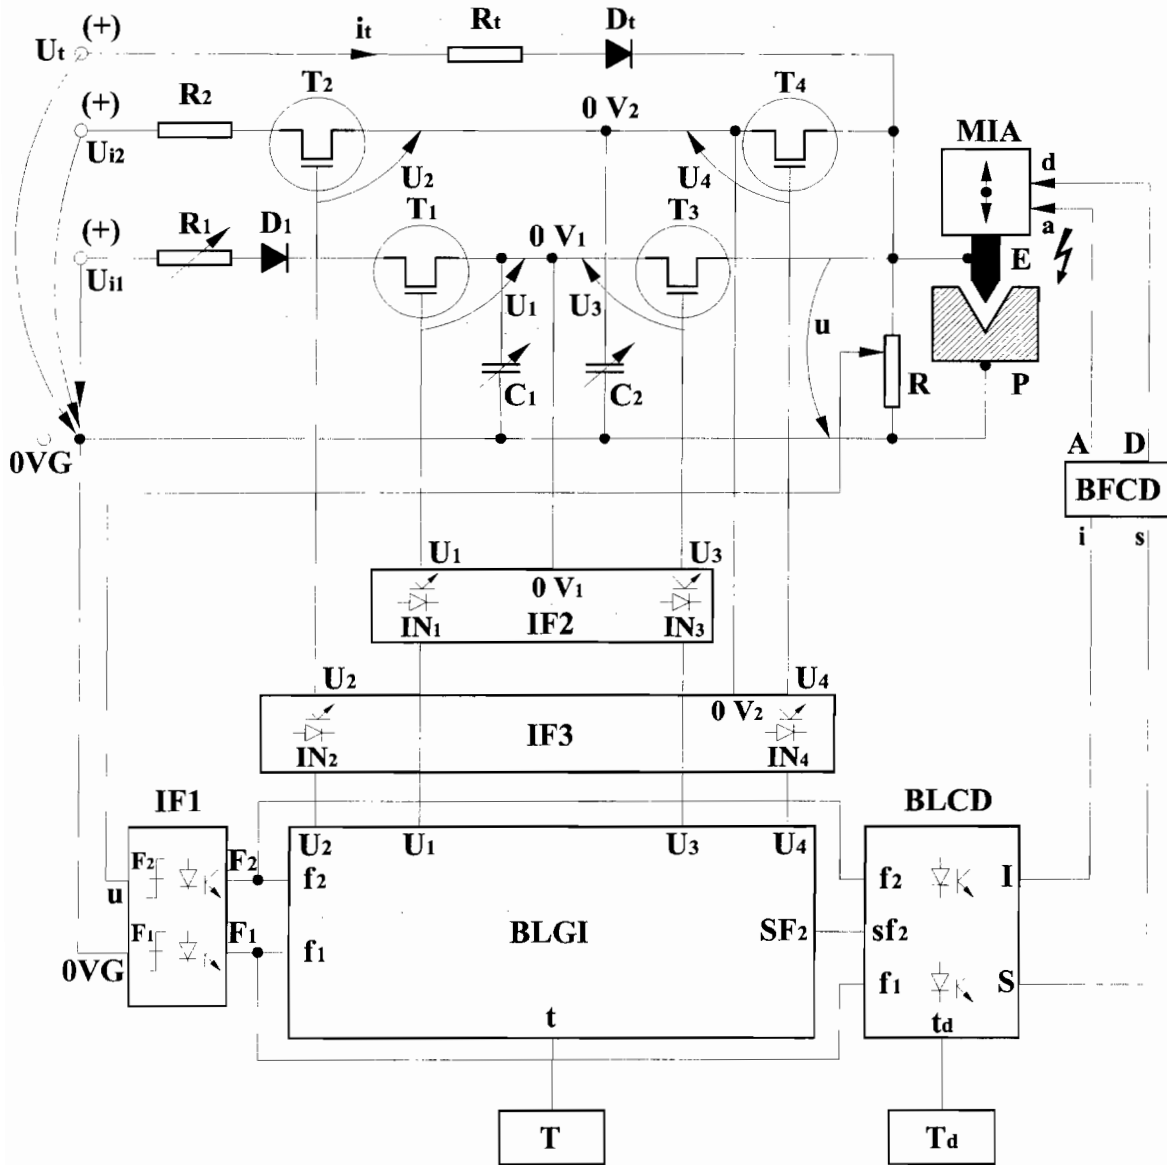 (+) it Rt Dt
Ut
T2 T4
(+) R2 0 V2 MIA
Ui2 d
U2 U4
T1 T3 a
(+) R1 D1 0 V1 E
Ui1
U1 U3 u
C1 C2 R P
0VG A D
BFCD
i s
U1 U3
0 V1
IN1 IF2 IN3
U2 U4
0 V2
IF3
IN2 IN4
IF1 BLCD
U2 U1 U3 U4
F2 F2 f2 f2 I
u
F1 F1 f1 BLGI SF2 sf2
0VG f1 S
t td
T Td